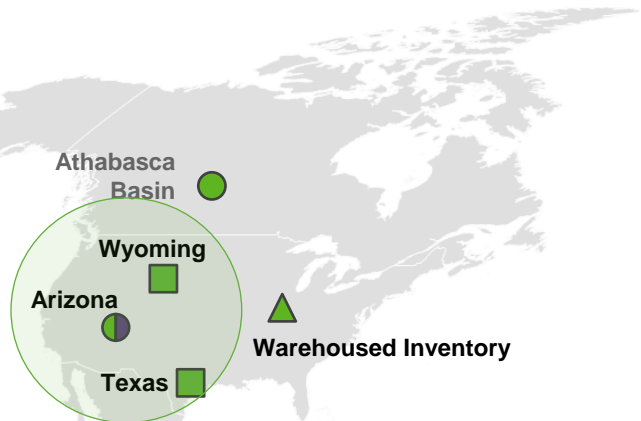 Athabasca
Basin
Wyoming
Arizona
Warehoused Inventory
Texas